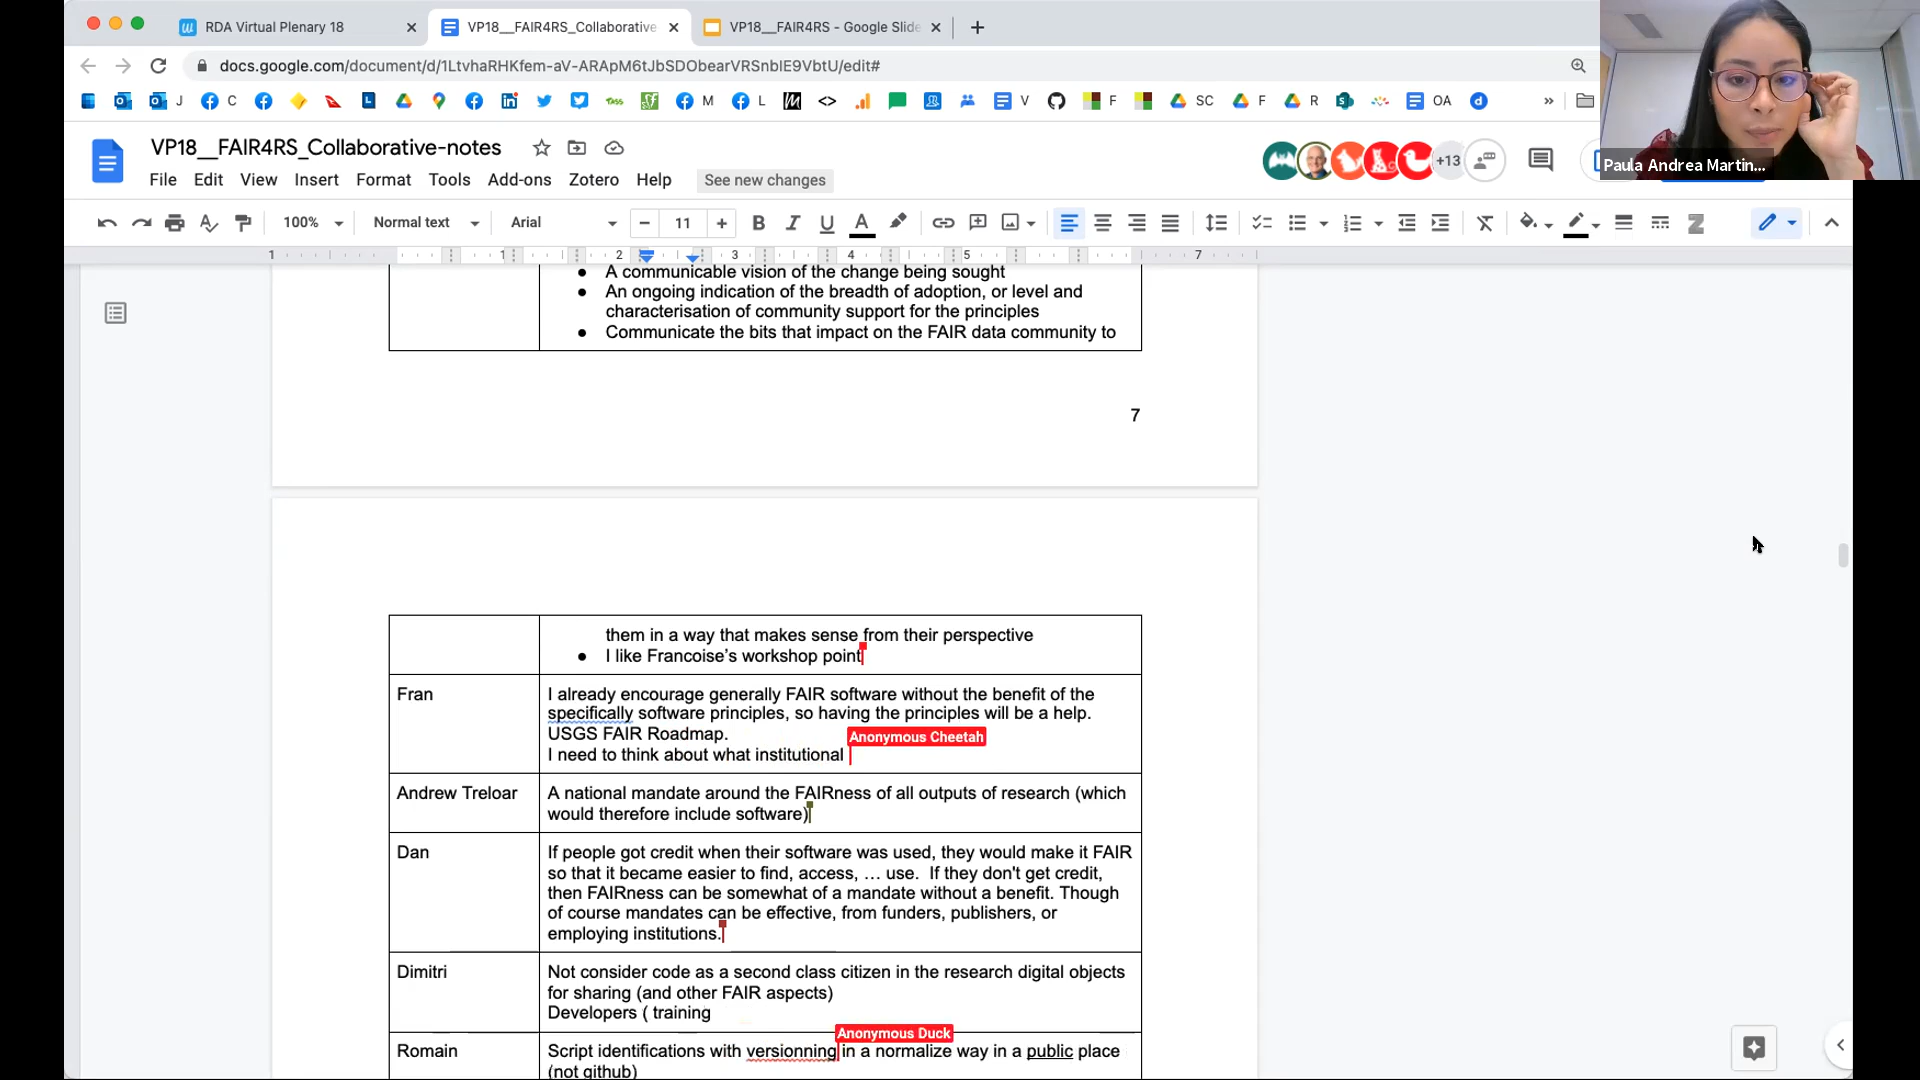 RDA Virtual Plenary 18
VP18__FAIR4RS_Collaborative
VP18__FAIR4RS - Google Slide
docs.google.com/document/d/1LtvhaRHKfem-aV-ARApM6tJbSDObearVRSnbIE9VbtU/edit#
J
C
M
L
V
F
SC
F
R
OA
VP18__FAIR4RS_Collaborative-notes
+13
File Edit View Insert Format Tools Add-ons Zotero Help See new changes
Paula Andrea Martin...
100% Normal text Arial 11
1 1 2 3 4 5 7
A communicable vision of the change being sought
An ongoing indication of the breadth of adoption, or level and
characterisation of community support for the principles
Communicate the bits that impact on the FAIR data community to
7
them in a way that makes sense from their perspective
I like Francoise's workshop point
Fran
I already encourage generally FAIR software without the benefit of the
specifically software principles, so having the principles will be a help.
USGS FAIR Roadmap.
Anonymous Cheetah
I need to think about what institutional
Andrew Treloar
A national mandate around the FAIRness of all outputs of research (which
would therefore include software)
Dan
If people got credit when their software was used, they would make it FAIR
so that it became easier to find, access, … use.  If they don't get credit,
then FAIRness can be somewhat of a mandate without a benefit. Though
of course mandates can be effective, from funders, publishers, or
employing institutions.
Dimitri
Not consider code as a second class citizen in the research digital objects
for sharing (and other FAIR aspects)
Developers ( training
Anonymous Duck
Romain
Script identifications with versionning in a normalize way in a public place
(not github)